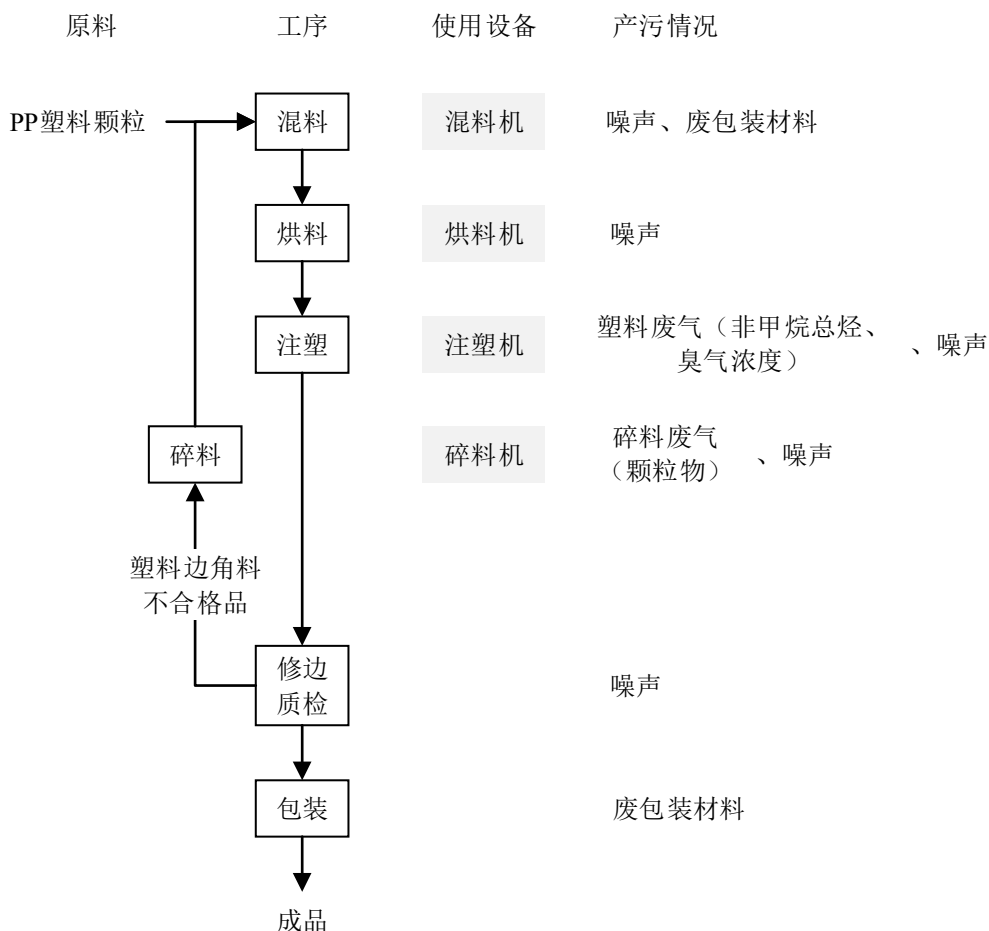 原料 工序 使用设备 产污情况
PP塑料颗粒 混料 混料机 噪声、废包装材料
烘料 烘料机 噪声
注塑 注塑机 塑料废气（非甲烷总烃、
臭气浓度） 、噪声
碎料 碎料机 碎料废气
（颗粒物） 、噪声
塑料边角料
不合格品
修边
质检 噪声
包装 废包装材料
成品